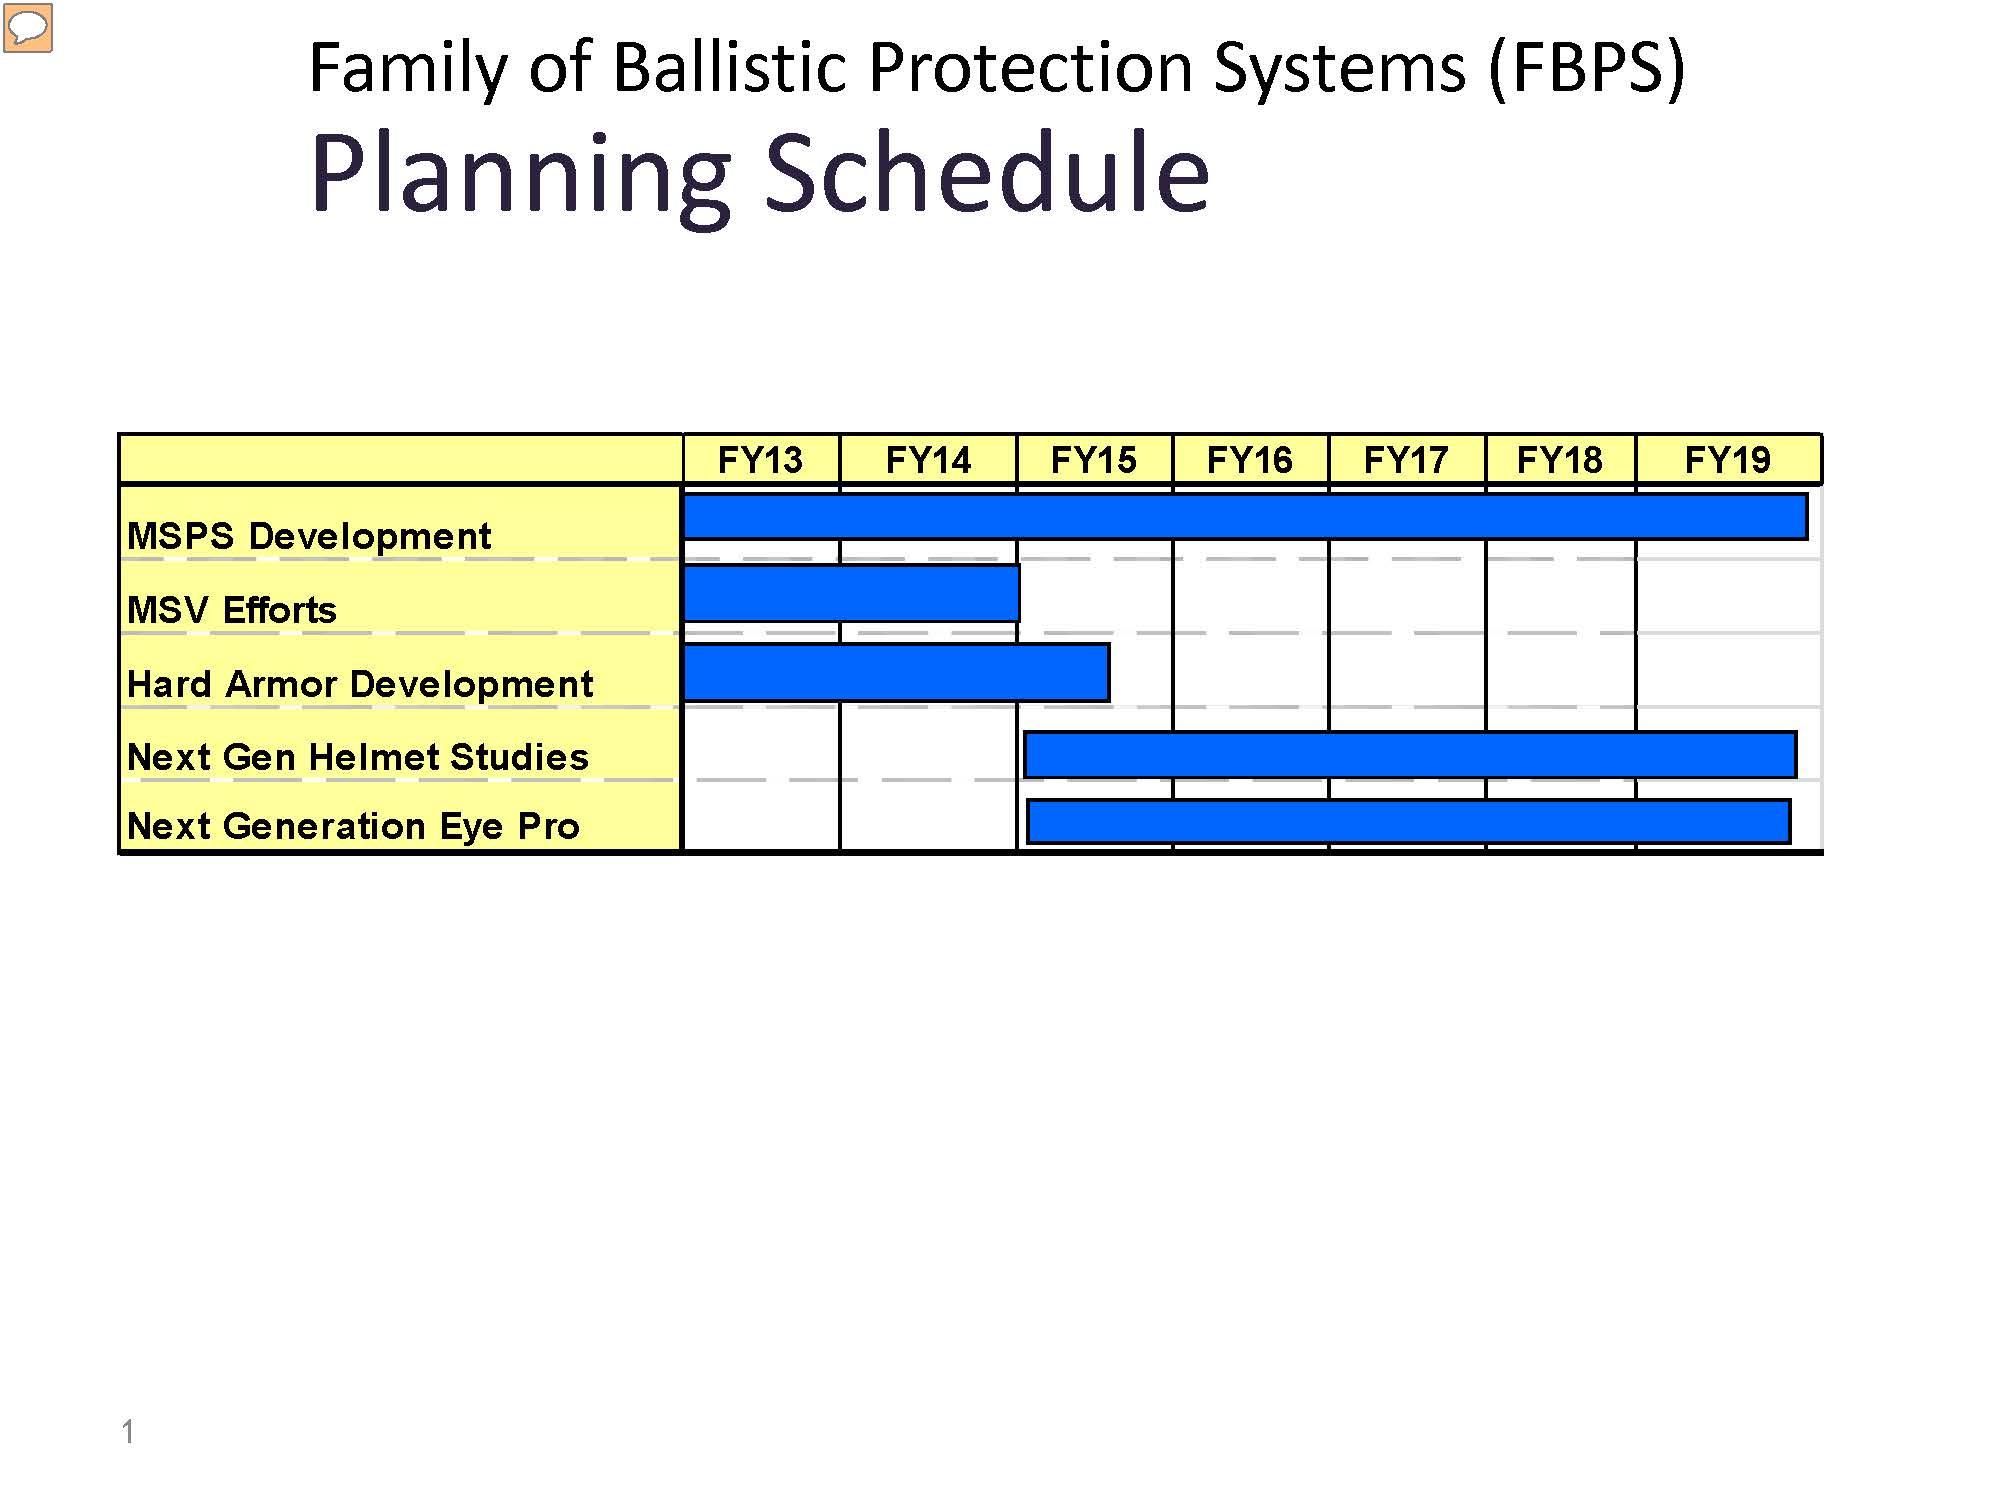 Family of Ballistic Protection Systems (FBPS)
Planning Schedule
FY13 FY14 FY15 FY16 FY17 FY18 FY19
MSPS Development
MSV Efforts
Hard Armor Development
Next Gen Helmet Studies
Next Generation Eye Pro
1